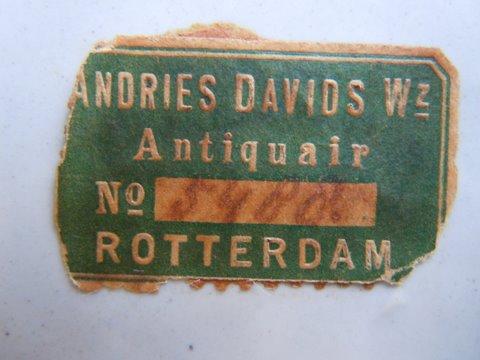 ANDRIES DAVIDS Wz
Antiquair
No
ROTTERDAM